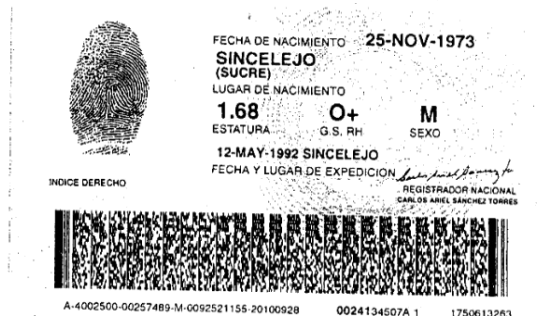 FECHA DE NACIMIENTO 25-NOV-1973
SINCELEJO
(SUCRE)
LUGAR DE NACIMIENTO
1.68 O+ M
ESTATURA G.S. RH SEXO
12-MAY-1992 SINCELEJO
FECHA Y LUGAR DE EXPEDICION
INDICE DERECHO
REGISTRADOR NACIONAL
CARLOS ARIEL SÁNCHEZ TORRES
A-4002500-00257489-M-0092521155-20100928 0024134507A 1 1750613263